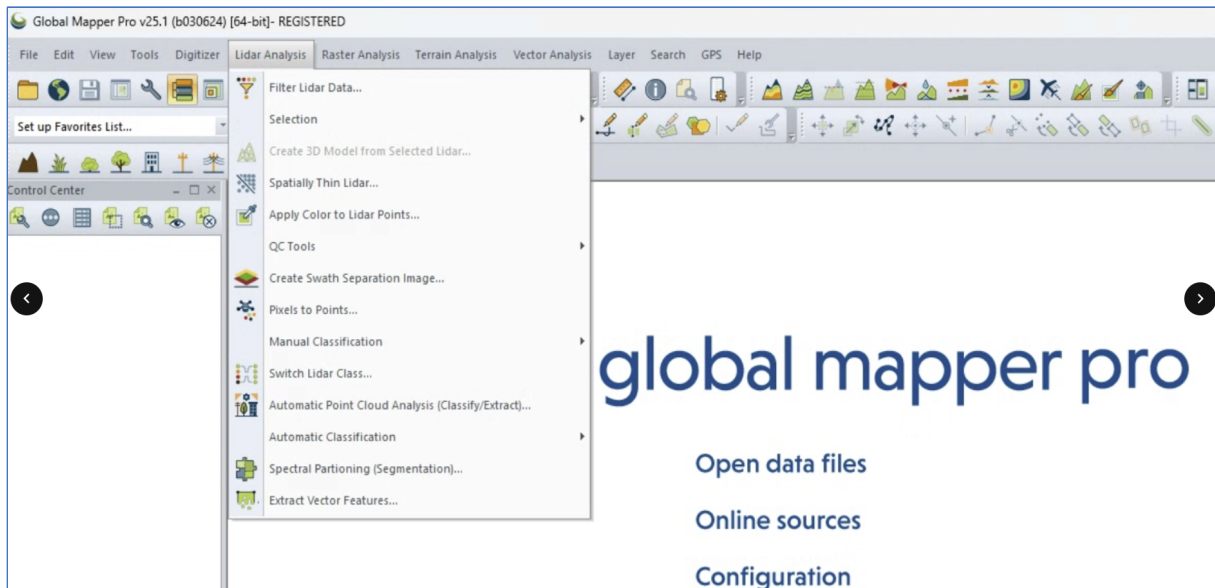 Global Mapper Pro v25.1 (b030624) [64-bit]- REGISTERED
File Edit View Tools Digitizer Lidar Analysis Raster Analysis Terrain Analysis Vector Analysis Layer Search GPS Help
Set up Favorites List...
Control Center
Filter Lidar Data...
Selection
Create 3D Model from Selected Lidar...
Spatially Thin Lidar...
Apply Color to Lidar Points...
QC Tools
Create Swath Separation Image...
Pixels to Points...
Manual Classification
Switch Lidar Class...
Automatic Point Cloud Analysis (Classify/Extract)...
Automatic Classification
Spectral Partioning (Segmentation)...
Extract Vector Features...
global mapper pro
Open data files
Online sources
Configuration